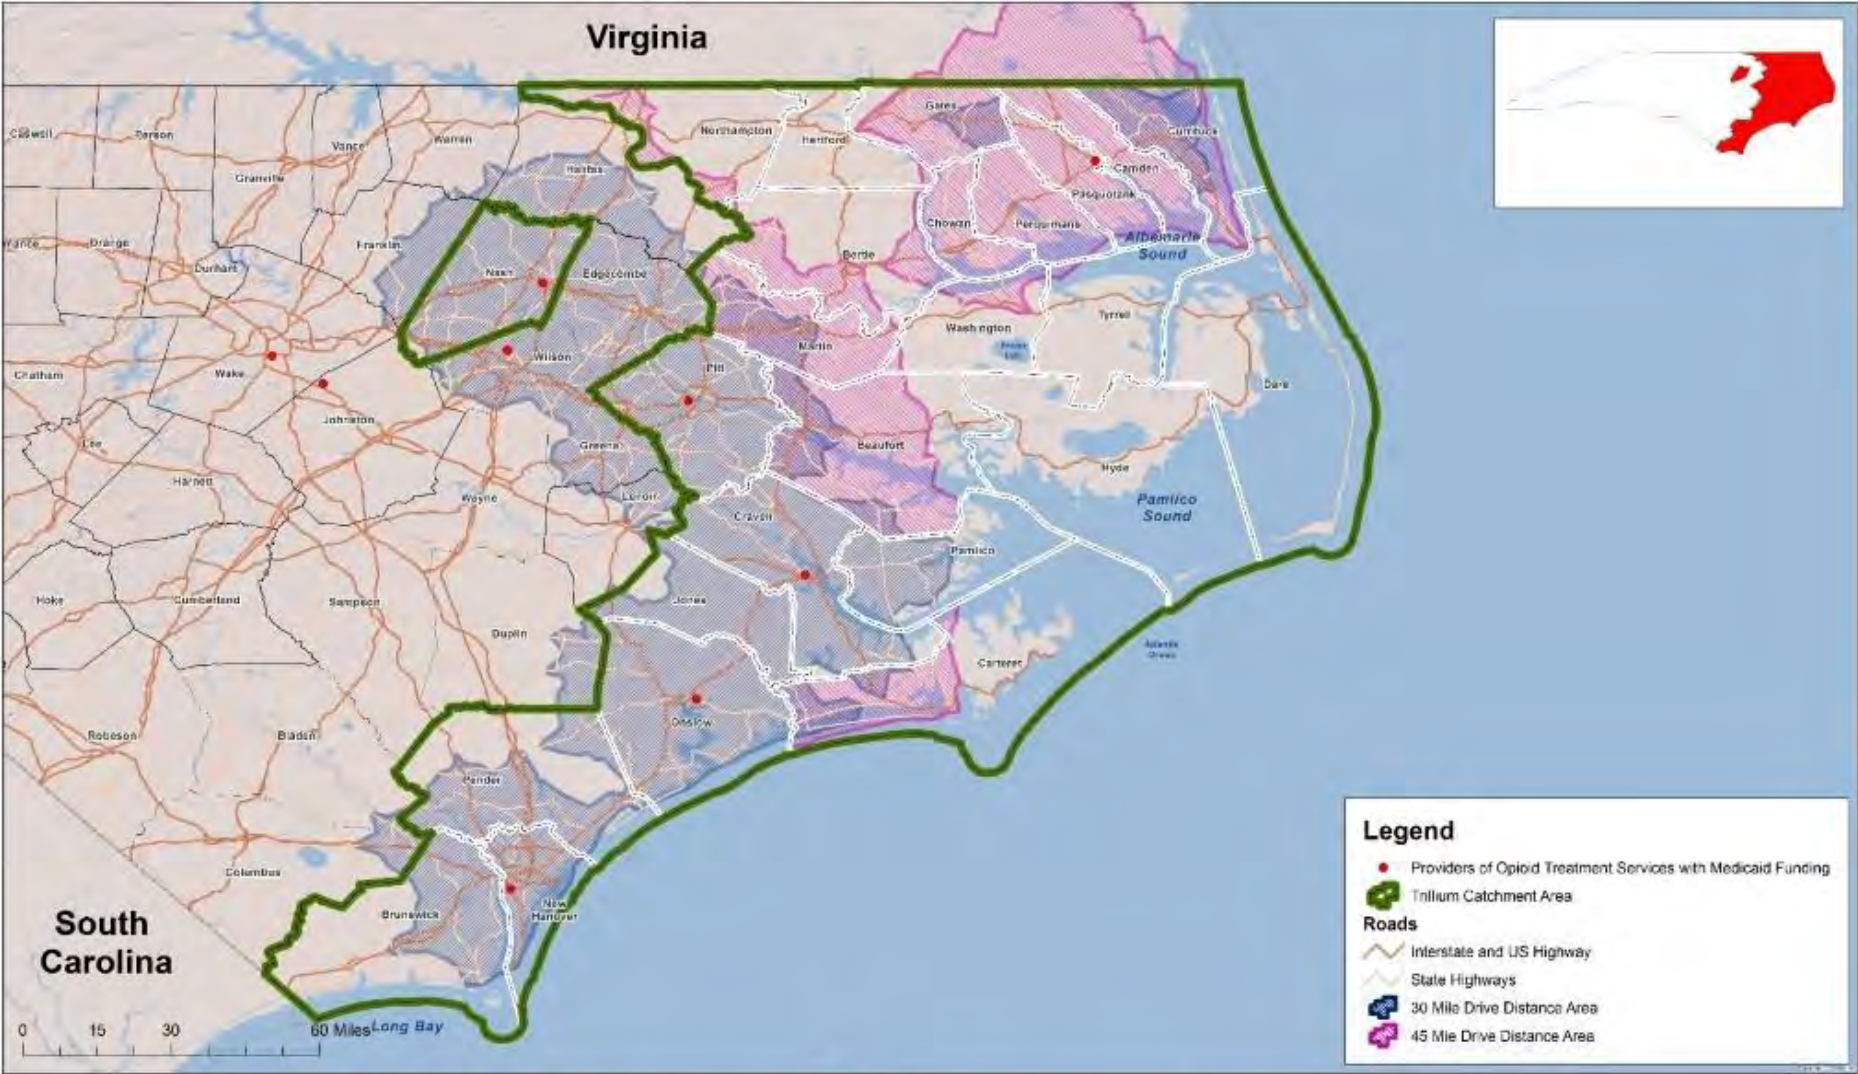 Virginia
Gates
Currituck
Northampton
Hertford
Caswell
Person
Vance
Warren
Halifax
Granville
Camden
Pasquotank
Chowan
Perquimans
Albemarle
Sound
Orange
Franklin
Durham
Nash
Edgecombe
Bertie
Washington
Tyrrell
Martin
Wilson
Pitt
Chatham
Wake
Dare
Johnston
Lee
Greene
Beaufort
Hyde
Harnett
Wayne
Lenoir
Craven
Pamlico
Sound
Pamlico
Hoke
Cumberland
Sampson
Jones
Duplin
Atlantic
Ocean
Carteret
Onslow
Robeson
Bladen
Pender
Columbus
Brunswick
New
Hanover
South
Carolina
0 15 30 60 Miles
Long Bay
Legend
Providers of Opioid Treatment Services with Medicaid Funding
Trillium Catchment Area
Roads
Interstate and US Highway
State Highways
30 Mile Drive Distance Area
45 Mie Drive Distance Area